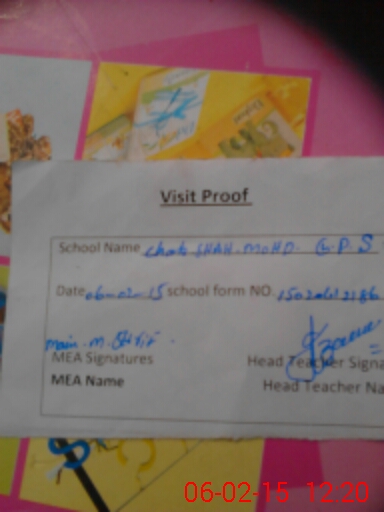 Visit Proof
School Name Chak SHAH. MOHD. G. P. S
Date 06-02-15 school form NO.
MEA Signatures
Head Teacher Signa
MEA Name
Head Teacher Na
06-02-15 12:20